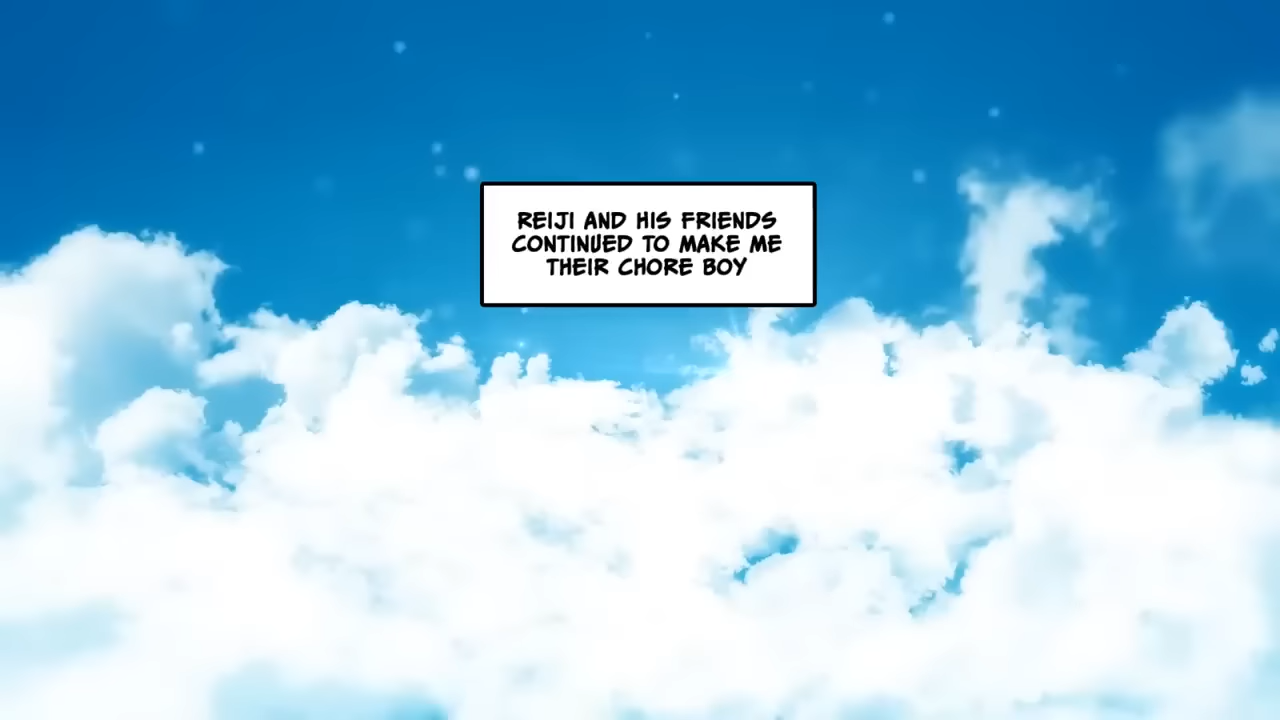 REIJI AND HIS FRIENDS
CONTINUED TO MAKE ME
THEIR CHORE BOY